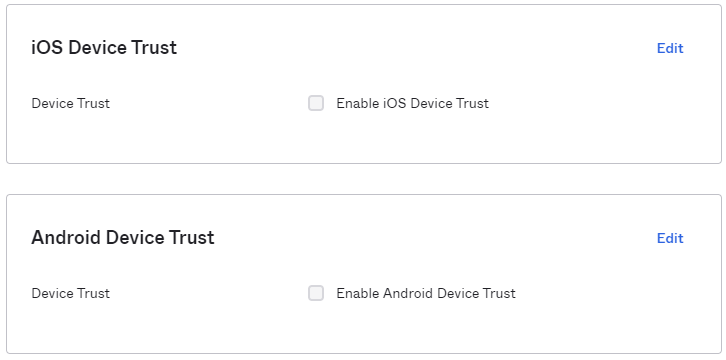 iOS Device Trust
Edit
Device Trust
Enable iOS Device Trust
Android Device Trust
Edit
Device Trust
Enable Android Device Trust